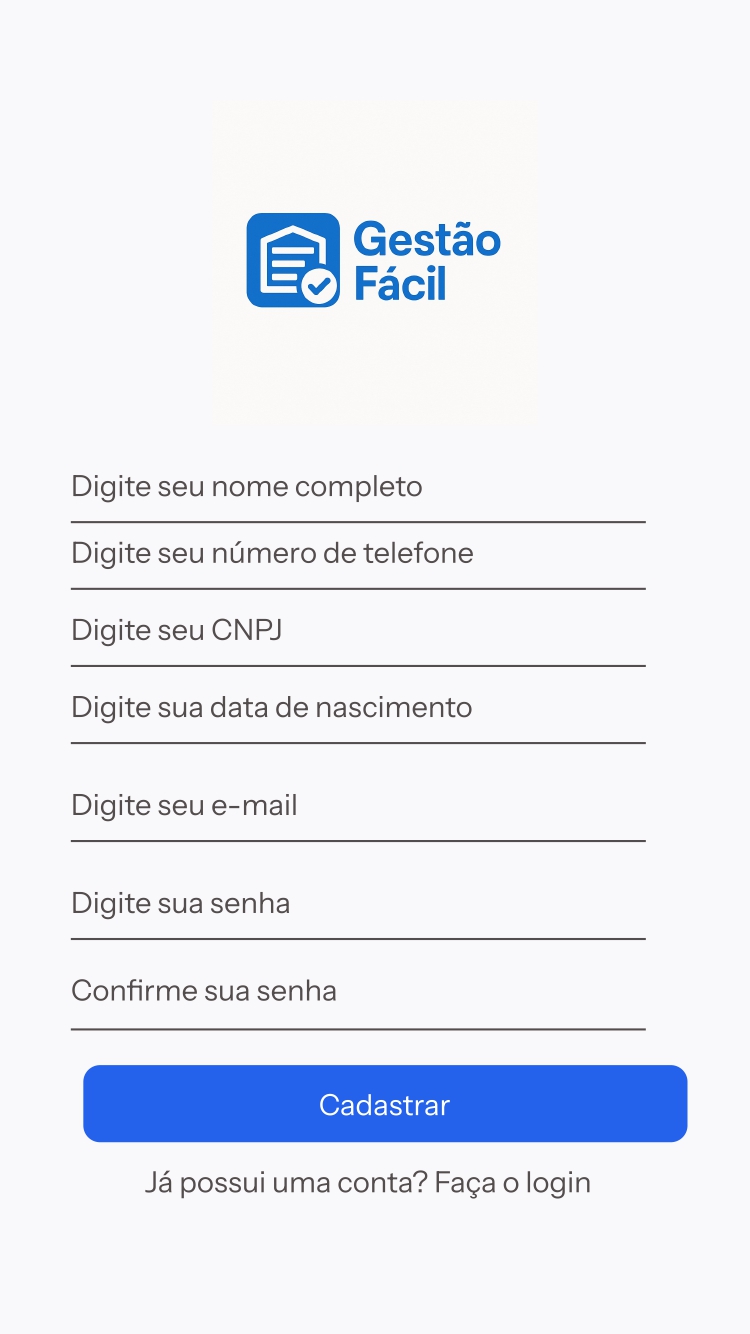 Gestão
Fácil
Digite seu nome completo
Digite seu número de telefone
Digite seu CNPJ
Digite sua data de nascimento
Digite seu e-mail
Digite sua senha
Confirme sua senha
Cadastrar
Já possui uma conta? Faça o login